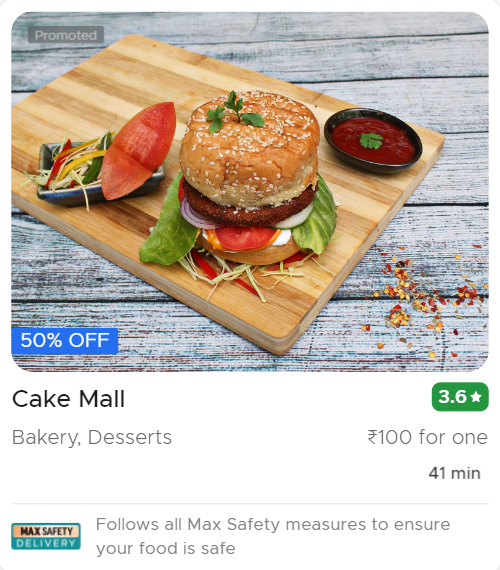 Promoted
50% OFF
Cake Mall
3.6★
Bakery, Desserts
₹100 for one
41 min
MAX SAFETY
DELIVERY
Follows all Max Safety measures to ensure
your food is safe